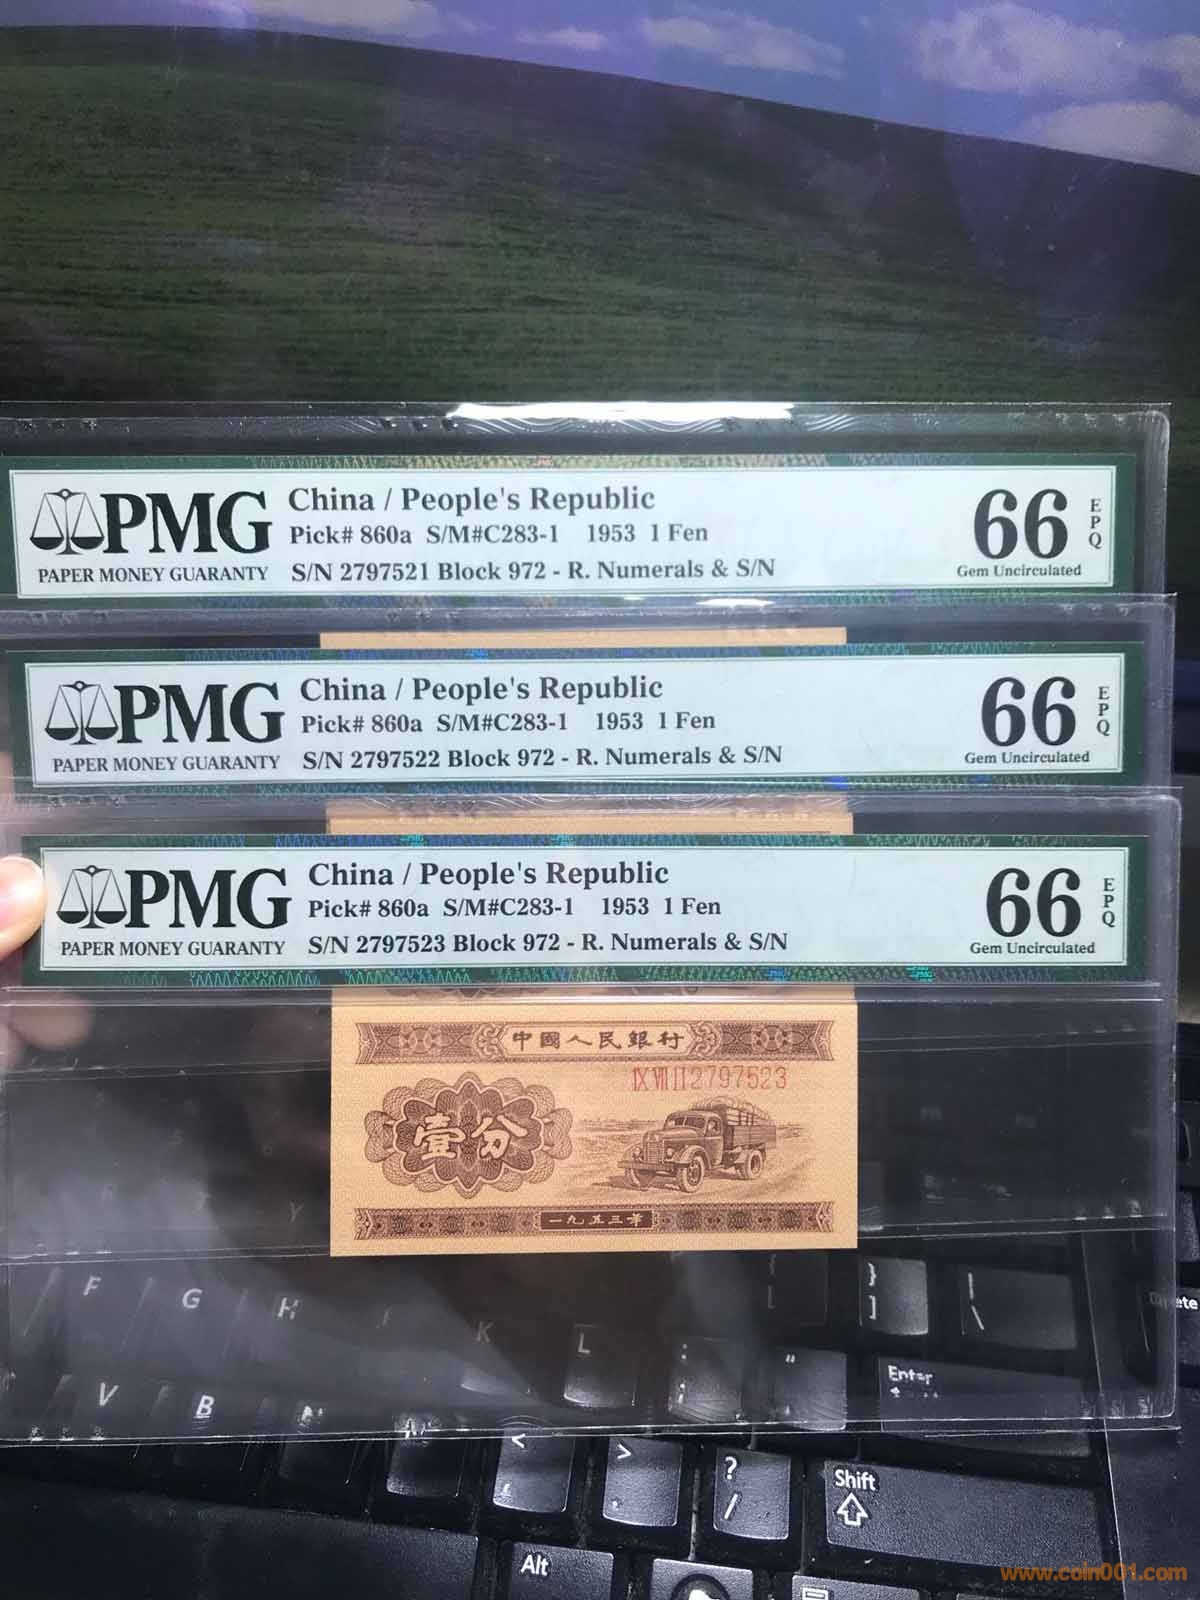 PMG
PAPER MONEY GUARANTY
China / People's Republic
Pick# 860a S/M#C283-1 1953 1 Fen
S/N 2797521 Block 972 - R. Numerals & S/N
66
EPQ
Gem Uncirculated
PMG
PAPER MONEY GUARANTY
China / People's Republic
Pick# 860a S/M#C283-1 1953 1 Fen
S/N 2797522 Block 972 - R. Numerals & S/N
66
EPQ
Gem Uncirculated
PMG
PAPER MONEY GUARANTY
China / People's Republic
Pick# 860a S/M#C283-1 1953 1 Fen
S/N 2797523 Block 972 - R. Numerals & S/N
66
EPQ
Gem Uncirculated
中國人民銀行
IX VII II 2797523
壹分
一九五三年
F G H K L : ; " } ] | \ Enter
V B N M < , > . ? / Shift
Alt
www.coin001.com